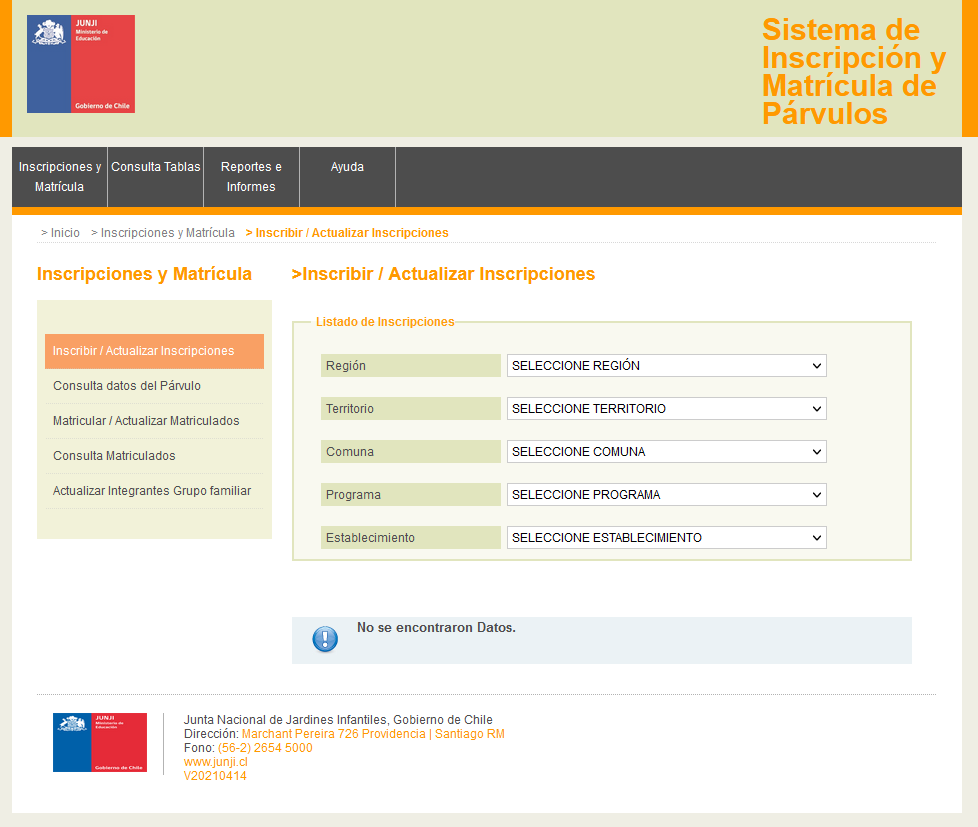 JUNJI
Ministerio de
Educación
Gobierno de Chile
Sistema de
Inscripción y
Matrícula de
Párvulos
Inscripciones y
Matrícula
Consulta Tablas
Reportes e
Informes
Ayuda
> Inicio > Inscripciones y Matrícula > Inscribir / Actualizar Inscripciones
Inscripciones y Matrícula
Inscribir / Actualizar Inscripciones
Consulta datos del Párvulo
Matricular / Actualizar Matriculados
Consulta Matriculados
Actualizar Integrantes Grupo familiar
>Inscribir / Actualizar Inscripciones
Listado de Inscripciones
Región SELECCIONE REGIÓN
Territorio SELECCIONE TERRITORIO
Comuna SELECCIONE COMUNA
Programa SELECCIONE PROGRAMA
Establecimiento SELECCIONE ESTABLECIMIENTO
No se encontraron Datos.
JUNJI
Ministerio de
Educación
Gobierno de Chile
Junta Nacional de Jardines Infantiles, Gobierno de Chile
Dirección: Marchant Pereira 726 Providencia | Santiago RM
Fono: (56-2) 2654 5000
www.junji.cl
V20210414